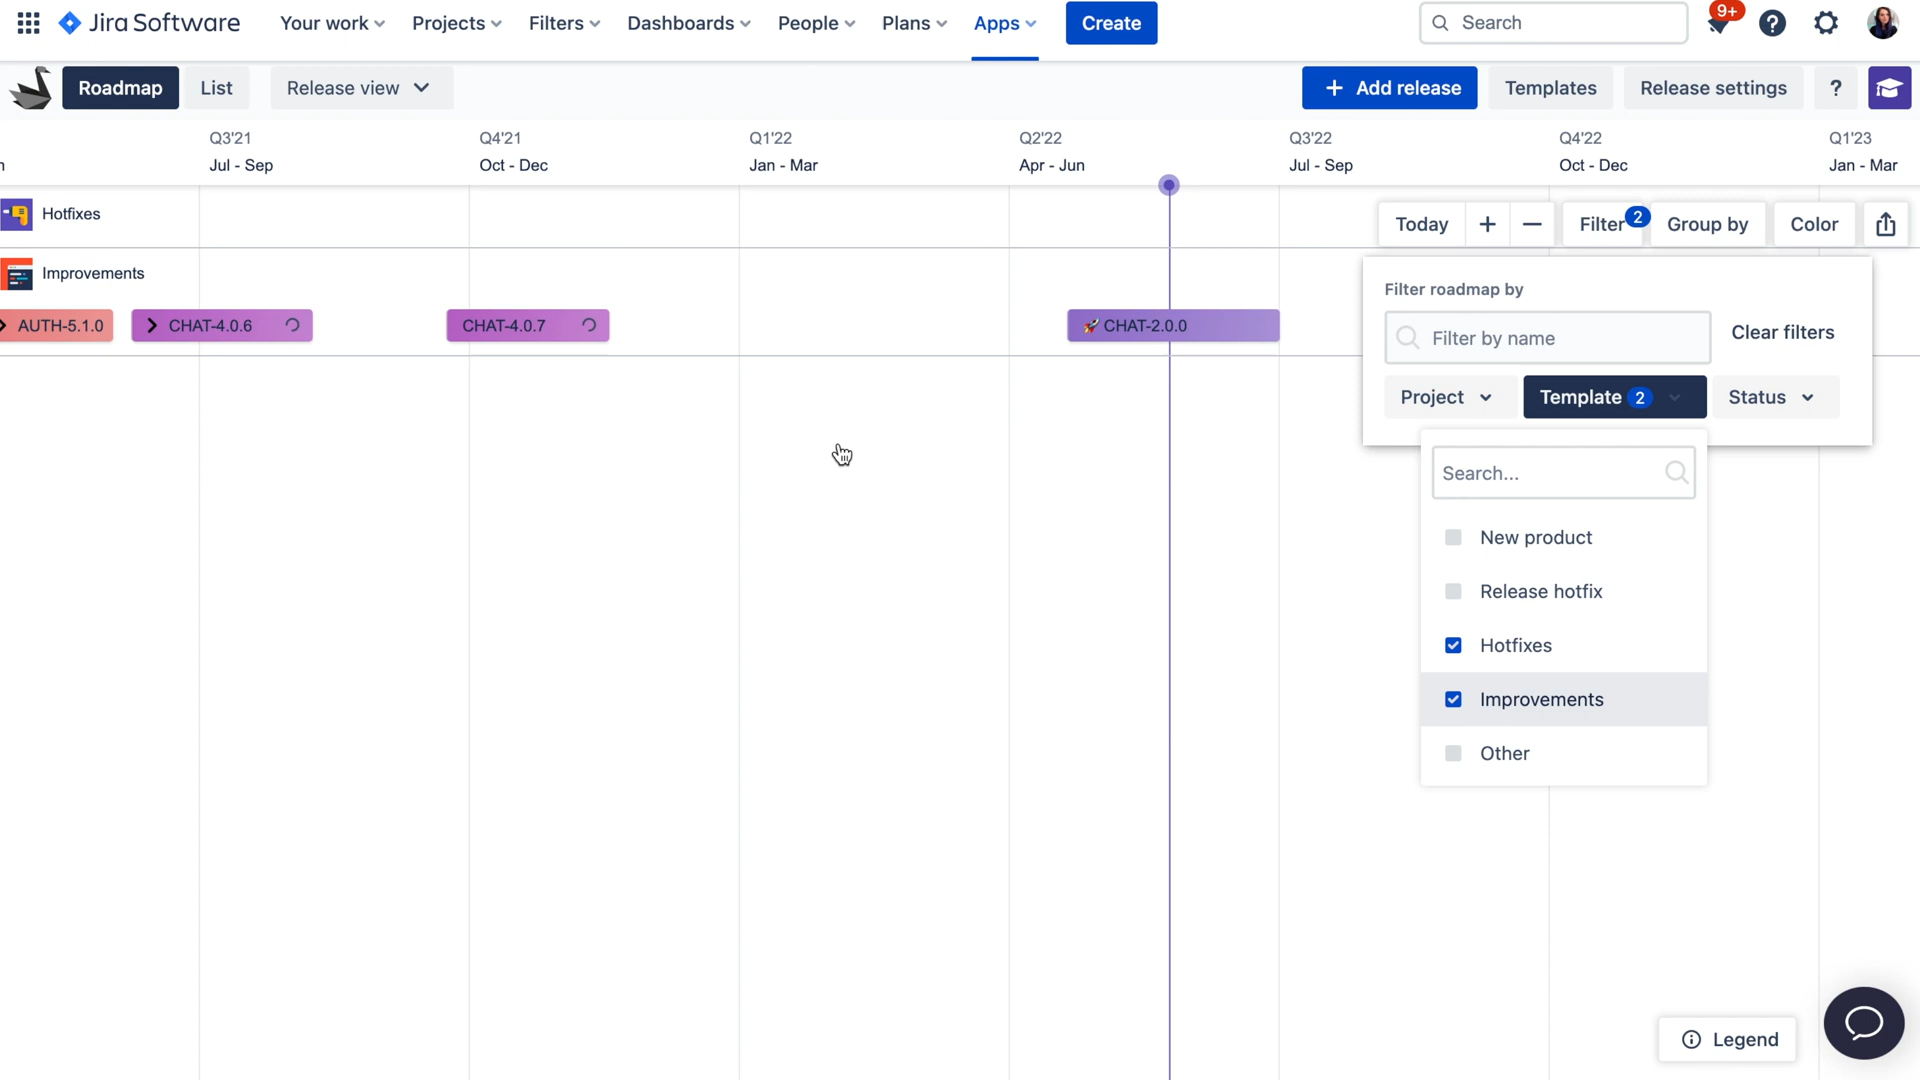 Jira Software
Your work
Projects
Filters
Dashboards
People
Plans
Apps
Create
Search
9+
Roadmap
List
Release view
+ Add release
Templates
Release settings
?
Q3'21
Q4'21
Q1'22
Q2'22
Q3'22
Q4'22
Q1'23
Jul - Sep
Oct - Dec
Jan - Mar
Apr - Jun
Jul - Sep
Oct - Dec
Jan - Mar
Hotfixes
Today
+
−
Filter 2
Group by
Color
Improvements
AUTH-5.1.0
CHAT-4.0.6
CHAT-4.0.7
🚀 CHAT-2.0.0
Filter roadmap by
Filter by name
Clear filters
Project
Template 2
Status
Search...
New product
Release hotfix
Hotfixes
Improvements
Other
Legend